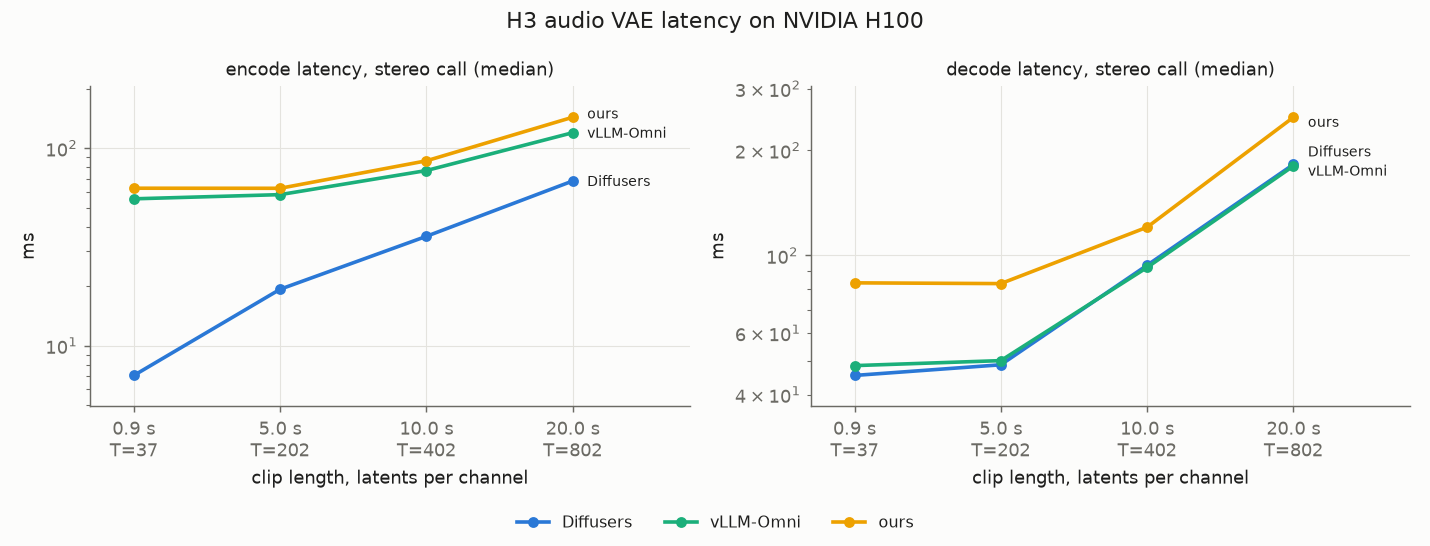 H3 audio VAE latency on NVIDIA H100
encode latency, stereo call (median)
ms
10²
10¹
ours
vLLM-Omni
Diffusers
0.9 s
T=37
5.0 s
T=202
10.0 s
T=402
20.0 s
T=802
clip length, latents per channel
decode latency, stereo call (median)
ms
3 × 10²
2 × 10²
10²
6 × 10¹
4 × 10¹
ours
Diffusers
vLLM-Omni
0.9 s
T=37
5.0 s
T=202
10.0 s
T=402
20.0 s
T=802
clip length, latents per channel
Diffusers
vLLM-Omni
ours